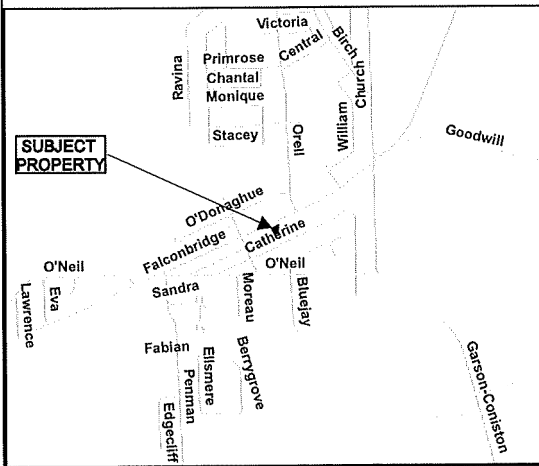 Victoria
Central
Birch
Ravina
Primrose
Chantal
Monique
Church
William
Stacey
Orell
Goodwill
SUBJECT
PROPERTY
O'Donaghue
Catherine
Falconbridge
O'Neil
O'Neil
Sandra
Lawrence
Eva
Moreau
Bluejay
Fabian
Ellsmere
Berrygrove
Penman
Edgecliff
Garson-Coniston